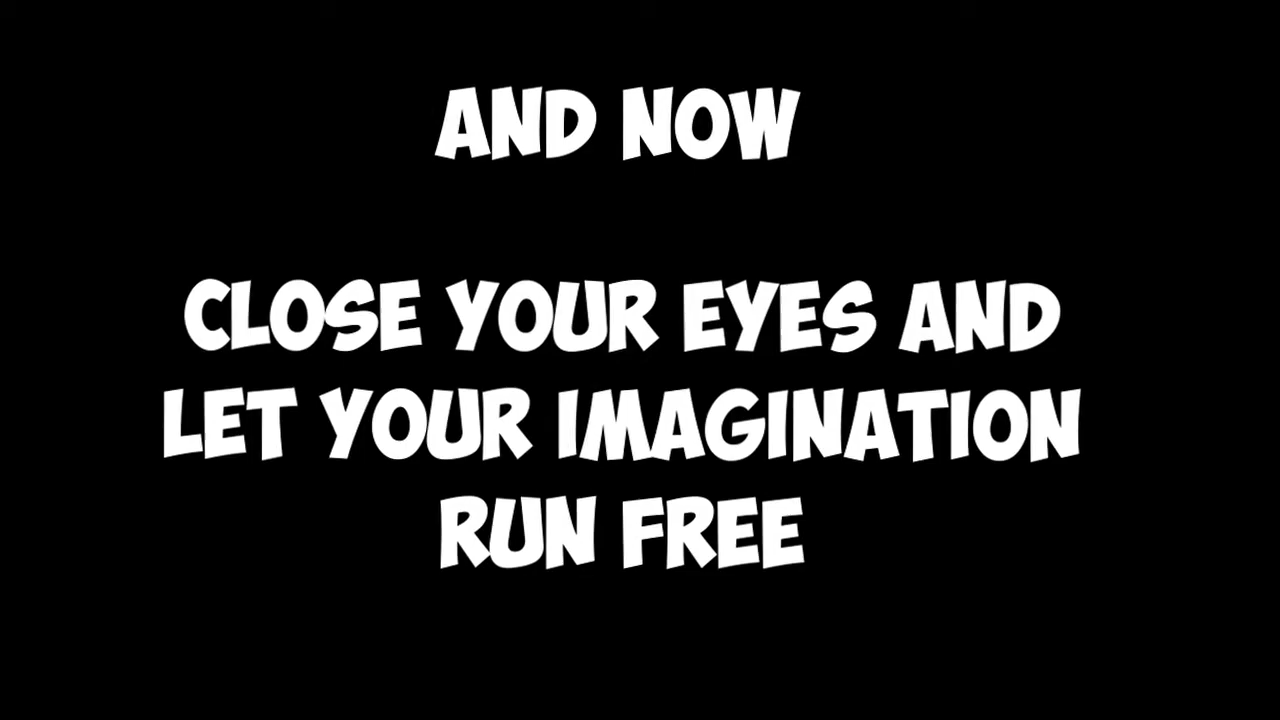 AND NOW
CLOSE YOUR EYES AND
LET YOUR IMAGINATION
RUN FREE